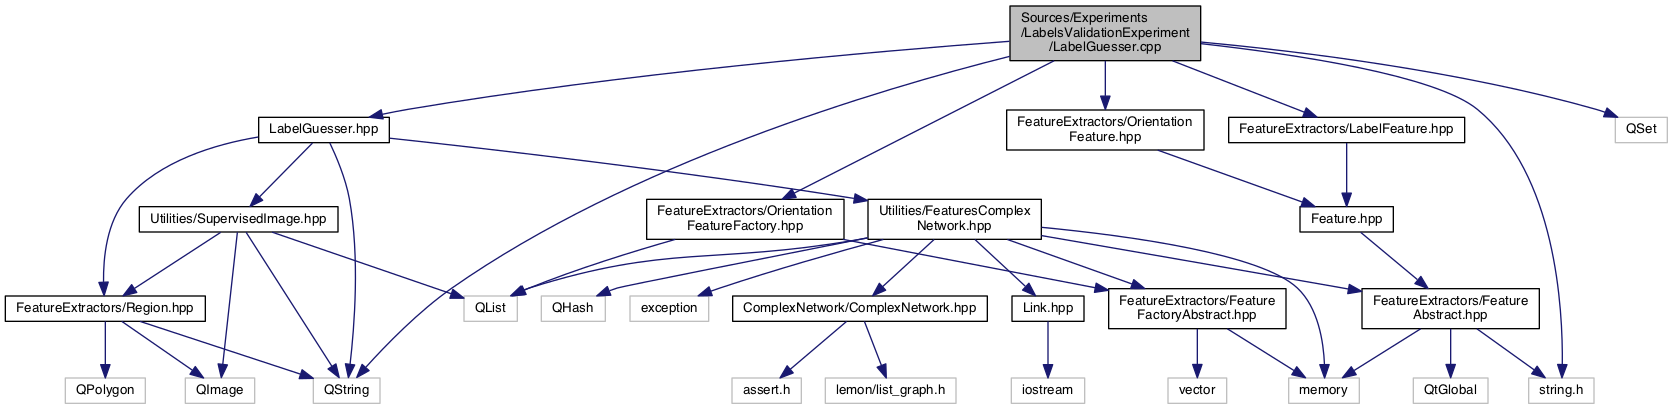 Sources/Experiments
/LabelsValidationExperiment
/LabelGuesser.cpp
LabelGuesser.hpp
FeatureExtractors/Orientation
Feature.hpp
FeatureExtractors/LabelFeature.hpp
QSet
Utilities/SupervisedImage.hpp
FeatureExtractors/Orientation
FeatureFactory.hpp
Utilities/FeaturesComplex
Network.hpp
Feature.hpp
FeatureExtractors/Region.hpp
QList
QHash
exception
ComplexNetwork/ComplexNetwork.hpp
Link.hpp
FeatureExtractors/Feature
FactoryAbstract.hpp
FeatureExtractors/Feature
Abstract.hpp
QPolygon
QImage
QString
assert.h
lemon/list_graph.h
iostream
vector
memory
QtGlobal
string.h